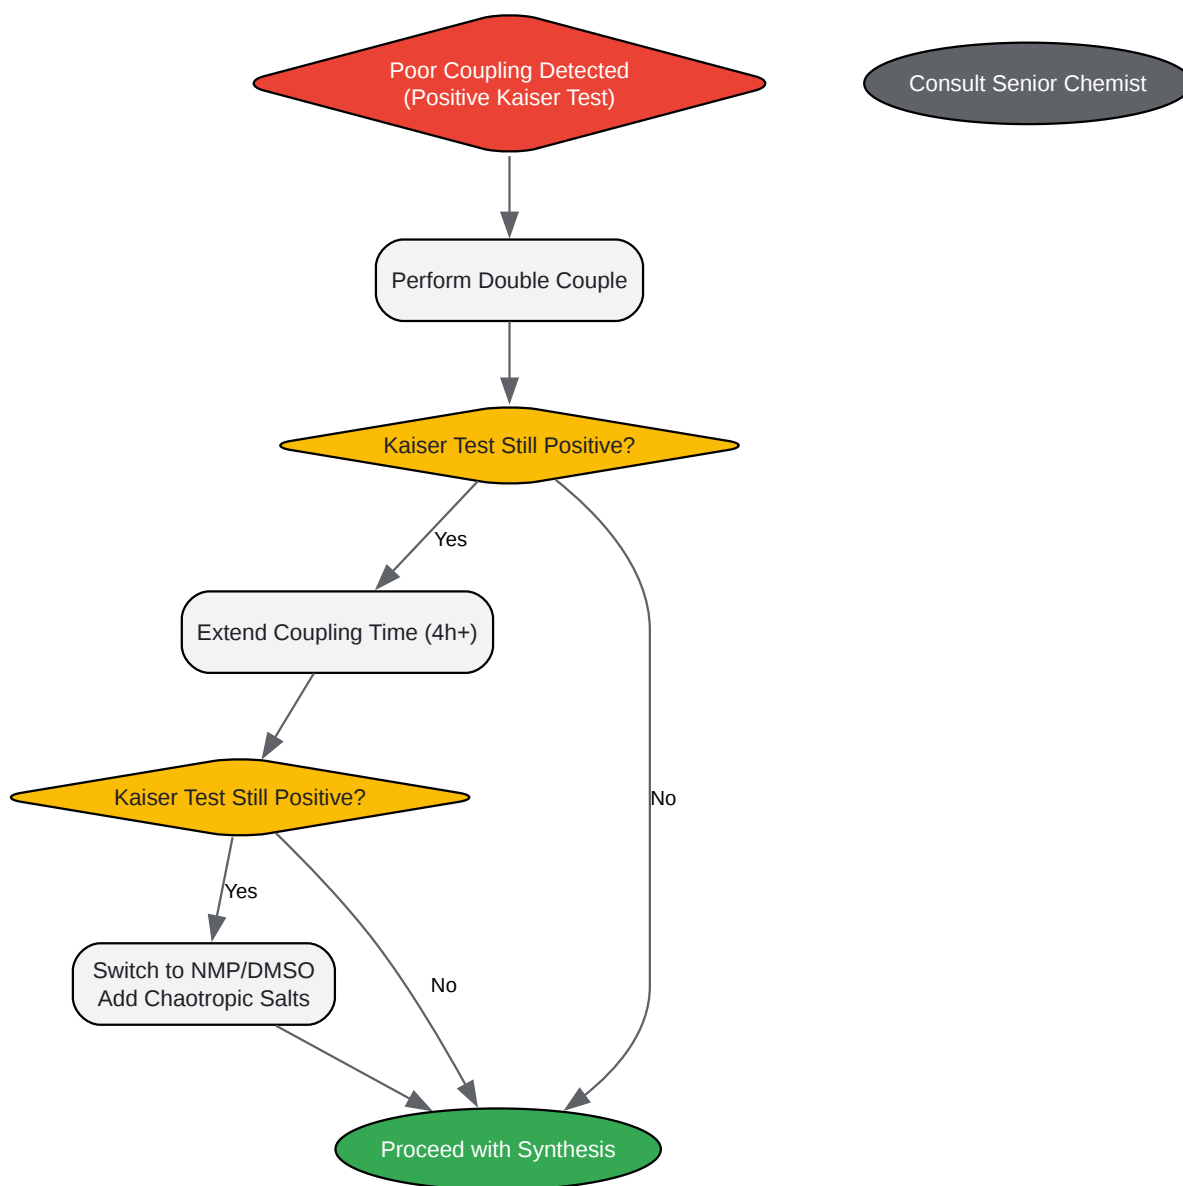 Poor Coupling Detected
(Positive Kaiser Test)
Consult Senior Chemist
Perform Double Couple
Kaiser Test Still Positive?
Yes
Extend Coupling Time (4h+)
Kaiser Test Still Positive?
No
Yes
Switch to NMP/DMSO
Add Chaotropic Salts
No
Proceed with Synthesis